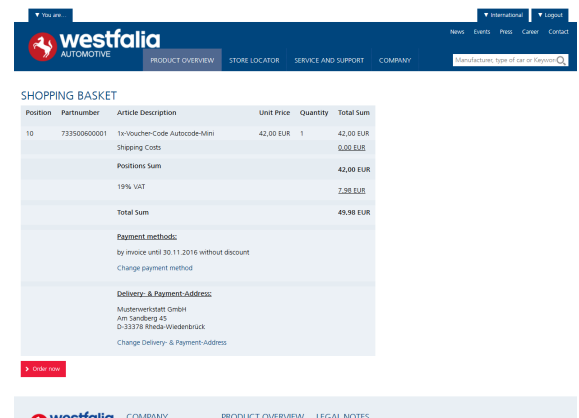 ▼ You are...
▼ International ▼ Logout
News Events Press Career Contact
westfalia
AUTOMOTIVE
PRODUCT OVERVIEW STORE LOCATOR SERVICE AND SUPPORT COMPANY
Manufacturer, type of car or Keywor
SHOPPING BASKET
Position Partnumber Article Description Unit Price Quantity Total Sum
10 733500600001 1x-Voucher-Code Autocode-Mini 42,00 EUR 1 42,00 EUR
Shipping Costs 0.00 EUR
Positions Sum 42,00 EUR
19% VAT 7.98 EUR
Total Sum 49,98 EUR
Payment methods:
by invoice until 30.11.2016 without discount
Change payment method
Delivery- & Payment-Address:
Musterwerkstatt GmbH
Am Sandberg 45
D-33378 Rheda-Wiedenbrück
Change Delivery- & Payment-Address
Order now
westfalia COMPANY PRODUCT OVERVIEW LEGAL NOTES